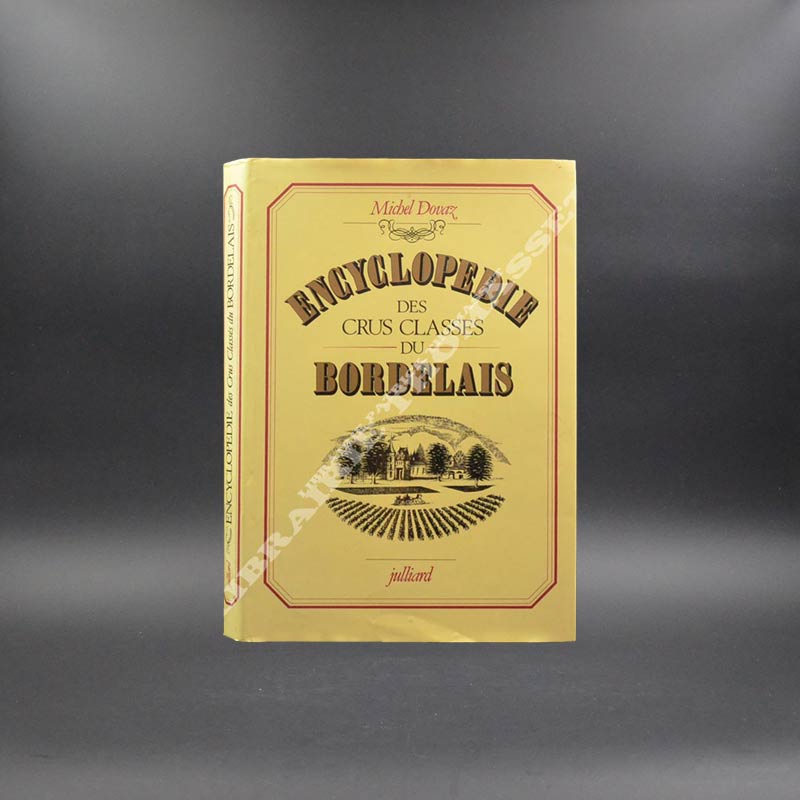 Michel Dovaz
ENCYCLOPEDIE
DES
CRUS CLASSES
DU
BORDELAIS
julliard
ENCYCLOPEDIE des Crus Classés du BORDELAIS